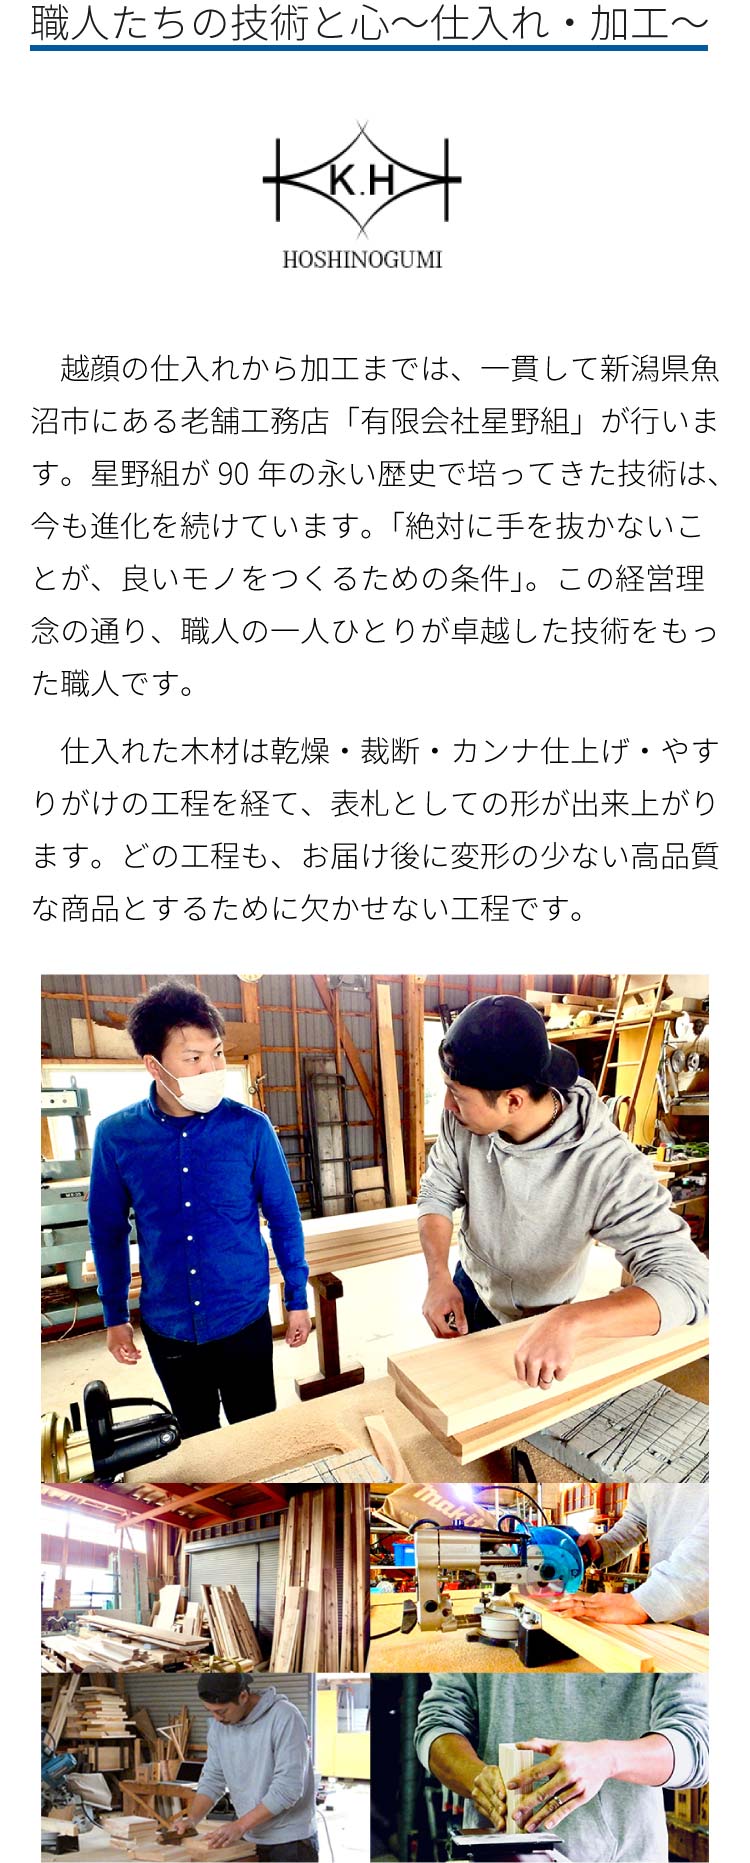 職人たちの技術と心～仕入れ・加工～
K.H
HOSHINOGUMI
越顔の仕入れから加工までは、一貫して新潟県魚
沼市にある老舗工務店「有限会社星野組」が行いま
す。星野組が 90 年の永い歴史で培ってきた技術は、
今も進化を続けています。「絶対に手を抜かないこ
とが、良いモノをつくるための条件」。この経営理
念の通り、職人の一人ひとりが卓越した技術をもっ
た職人です。
仕入れた木材は乾燥・裁断・カンナ仕上げ・やす
りがけの工程を経て、表札としての形が出来上がり
ます。どの工程も、お届け後に変形の少ない高品質
な商品とするために欠かせない工程です。
makita